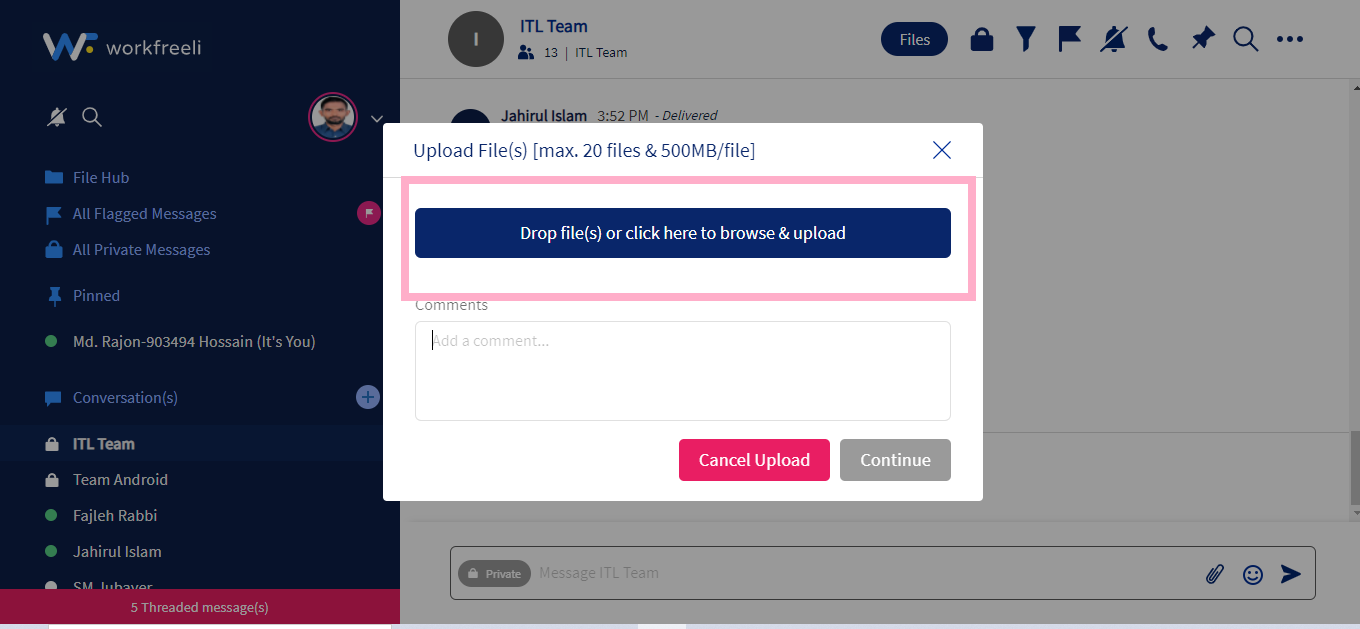 workfreeli
File Hub
All Flagged Messages
All Private Messages
Pinned
Md. Rajon-903494 Hossain (It's You)
Conversation(s)
ITL Team
Team Android
Fajleh Rabbi
Jahirul Islam
SM Jubayer
5 Threaded message(s)
I
ITL Team
13 | ITL Team
Files
Jahirul Islam 3:52 PM - Delivered
Upload File(s) [max. 20 files & 500MB/file]
Drop file(s) or click here to browse & upload
Comments
Add a comment...
Cancel Upload
Continue
Private
Message ITL Team